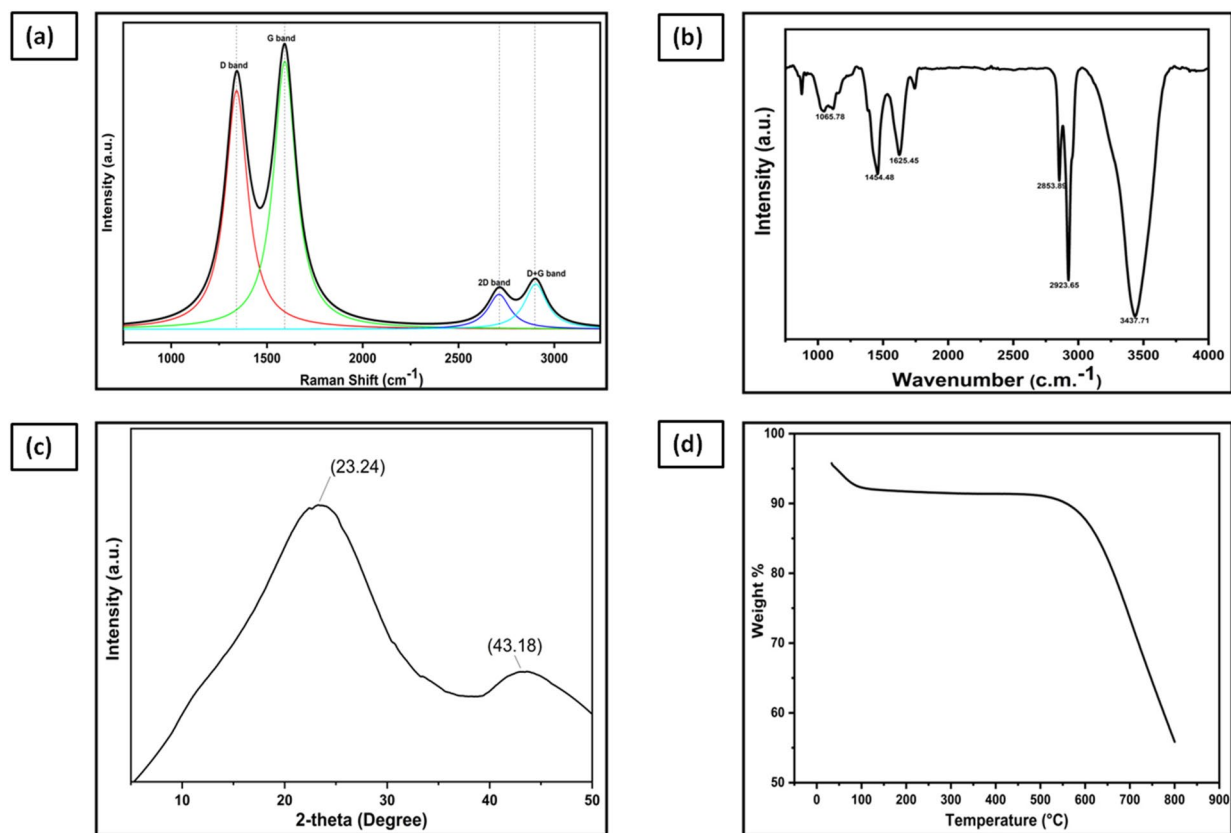 (a)
Intensity (a.u.)
D band
G band
2D band
D+G band
1000
1500
2000
2500
3000
Raman Shift (cm-1)
(b)
Intensity (a.u.)
1065.78
1454.48
1625.45
2853.89
2923.65
3437.71
1000
1500
2000
2500
3000
3500
4000
Wavenumber (c.m.-1)
(c)
Intensity (a.u.)
(23.24)
(43.18)
10
20
30
40
50
2-theta (Degree)
(d)
Weight %
100
90
80
70
60
50
0
100
200
300
400
500
600
700
800
900
Temperature (°C)